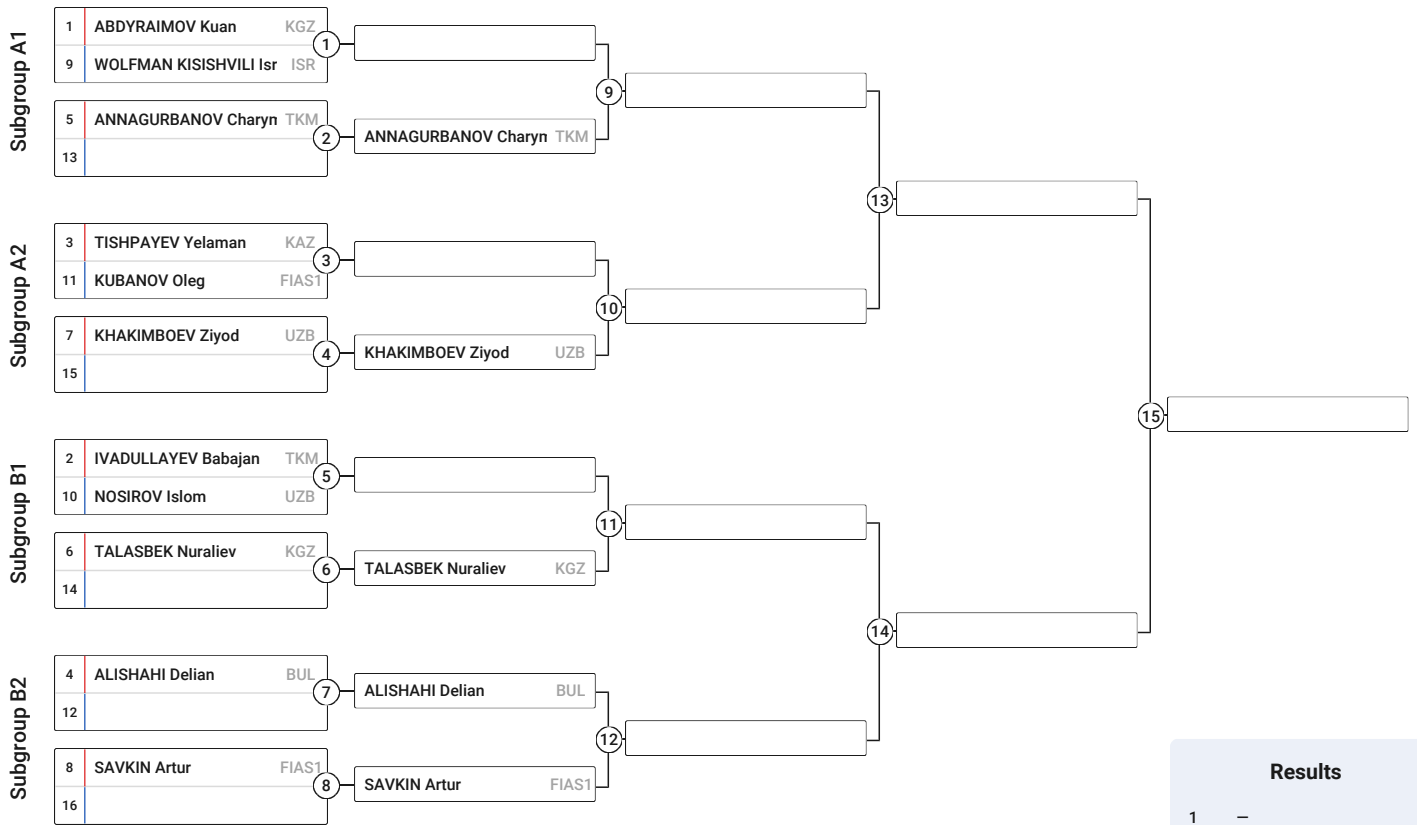 Subgroup A1
1 ABDYRAIMOV Kuan KGZ
9 WOLFMAN KISISHVILI Isr ISR
1
5 ANNAGURBANOV Charyn TKM
13
2
ANNAGURBANOV Charyn TKM
9
Subgroup A2
3 TISHPAYEV Yelaman KAZ
11 KUBANOV Oleg FIAS1
3
7 KHAKIMBOEV Ziyod UZB
15
4
KHAKIMBOEV Ziyod UZB
10
13
Subgroup B1
2 IVADULLAYEV Babajan TKM
10 NOSIROV Islom UZB
5
6 TALASBEK Nuraliev KGZ
14
6
TALASBEK Nuraliev KGZ
11
Subgroup B2
4 ALISHAHI Delian BUL
12
7
ALISHAHI Delian BUL
8 SAVKIN Artur FIAS1
16
8
SAVKIN Artur FIAS1
12
14
15
Results
1 –